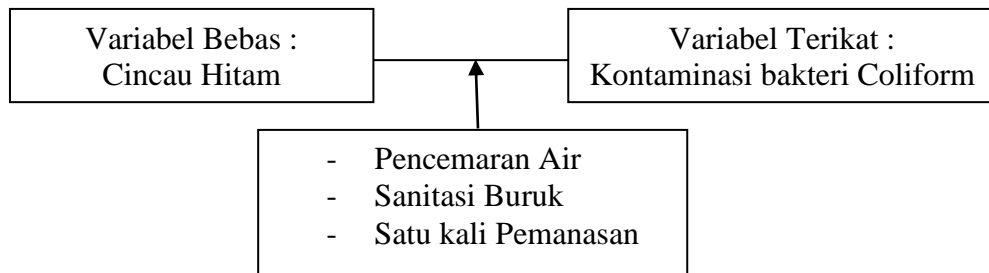 Variabel Bebas :
Cincau Hitam
Variabel Terikat :
Kontaminasi bakteri Coliform
- Pencemaran Air
- Sanitasi Buruk
- Satu kali Pemanasan